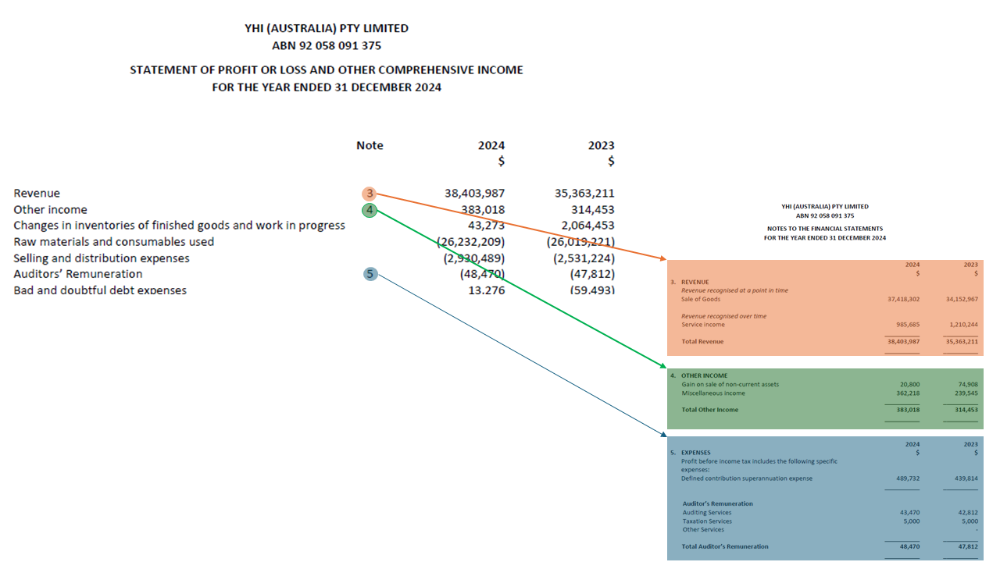 YHI (AUSTRALIA) PTY LIMITED
ABN 92 058 091 375
STATEMENT OF PROFIT OR LOSS AND OTHER COMPREHENSIVE INCOME
FOR THE YEAR ENDED 31 DECEMBER 2024
Note 2024 2023
$ $
Revenue 3 38,403,987 35,363,211
Other income 4 383,018 314,453
Changes in inventories of finished goods and work in progress 43,273 2,064,453
Raw materials and consumables used (26,232,209) (26,019,221)
Selling and distribution expenses (2,930,489) (2,531,224)
Auditors’ Remuneration 5 (48,470) (47,812)
Bad and doubtful debt expenses 13.276 (59.493)
YHI (AUSTRALIA) PTY LIMITED
ABN 92 058 091 375
NOTES TO THE FINANCIAL STATEMENTS
FOR THE YEAR ENDED 31 DECEMBER 2024
2024 2023
$ $
3. REVENUE
Revenue recognised at a point in time
Sale of Goods 37,418,302 34,152,967
Revenue recognised over time
Service income 985,685 1,210,244
Total Revenue 38,403,987 35,363,211
4. OTHER INCOME
Gain on sale of non-current assets 20,800 74,908
Miscellaneous income 362,218 239,545
Total Other Income 383,018 314,453
2024 2023
5. EXPENSES $ $
Profit before income tax includes the following specific
expenses:
Defined contribution superannuation expense 489,732 439,814
Auditor’s Remuneration
Auditing Services 43,470 42,812
Taxation Services 5,000 5,000
Other Services -
Total Auditor’s Remuneration 48,470 47,812